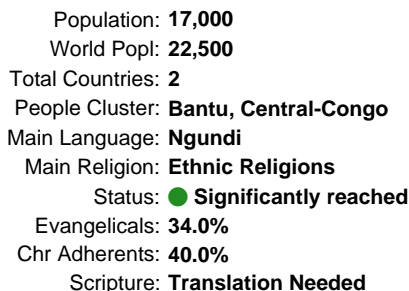 Population: 17,000
World Popl: 22,500
Total Countries: 2
People Cluster: Bantu, Central-Congo
Main Language: Ngundi
Main Religion: Ethnic Religions
Status: Significantly reached
Evangelicals: 34.0%
Chr Adherents: 40.0%
Scripture: Translation Needed